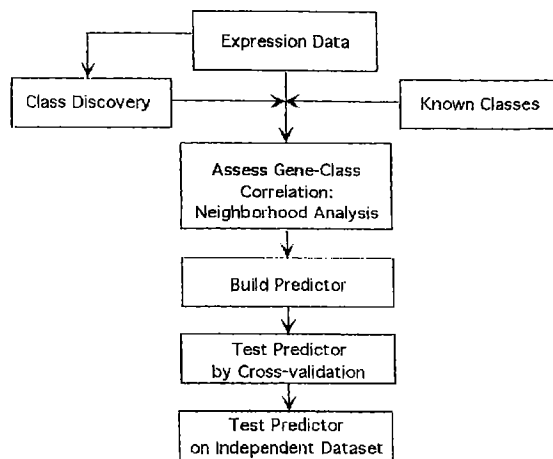 Expression Data
Class Discovery
Known Classes
Assess Gene-Class
Correlation:
Neighborhood Analysis
Build Predictor
Test Predictor
by Cross-validation
Test Predictor
on Independent Dataset